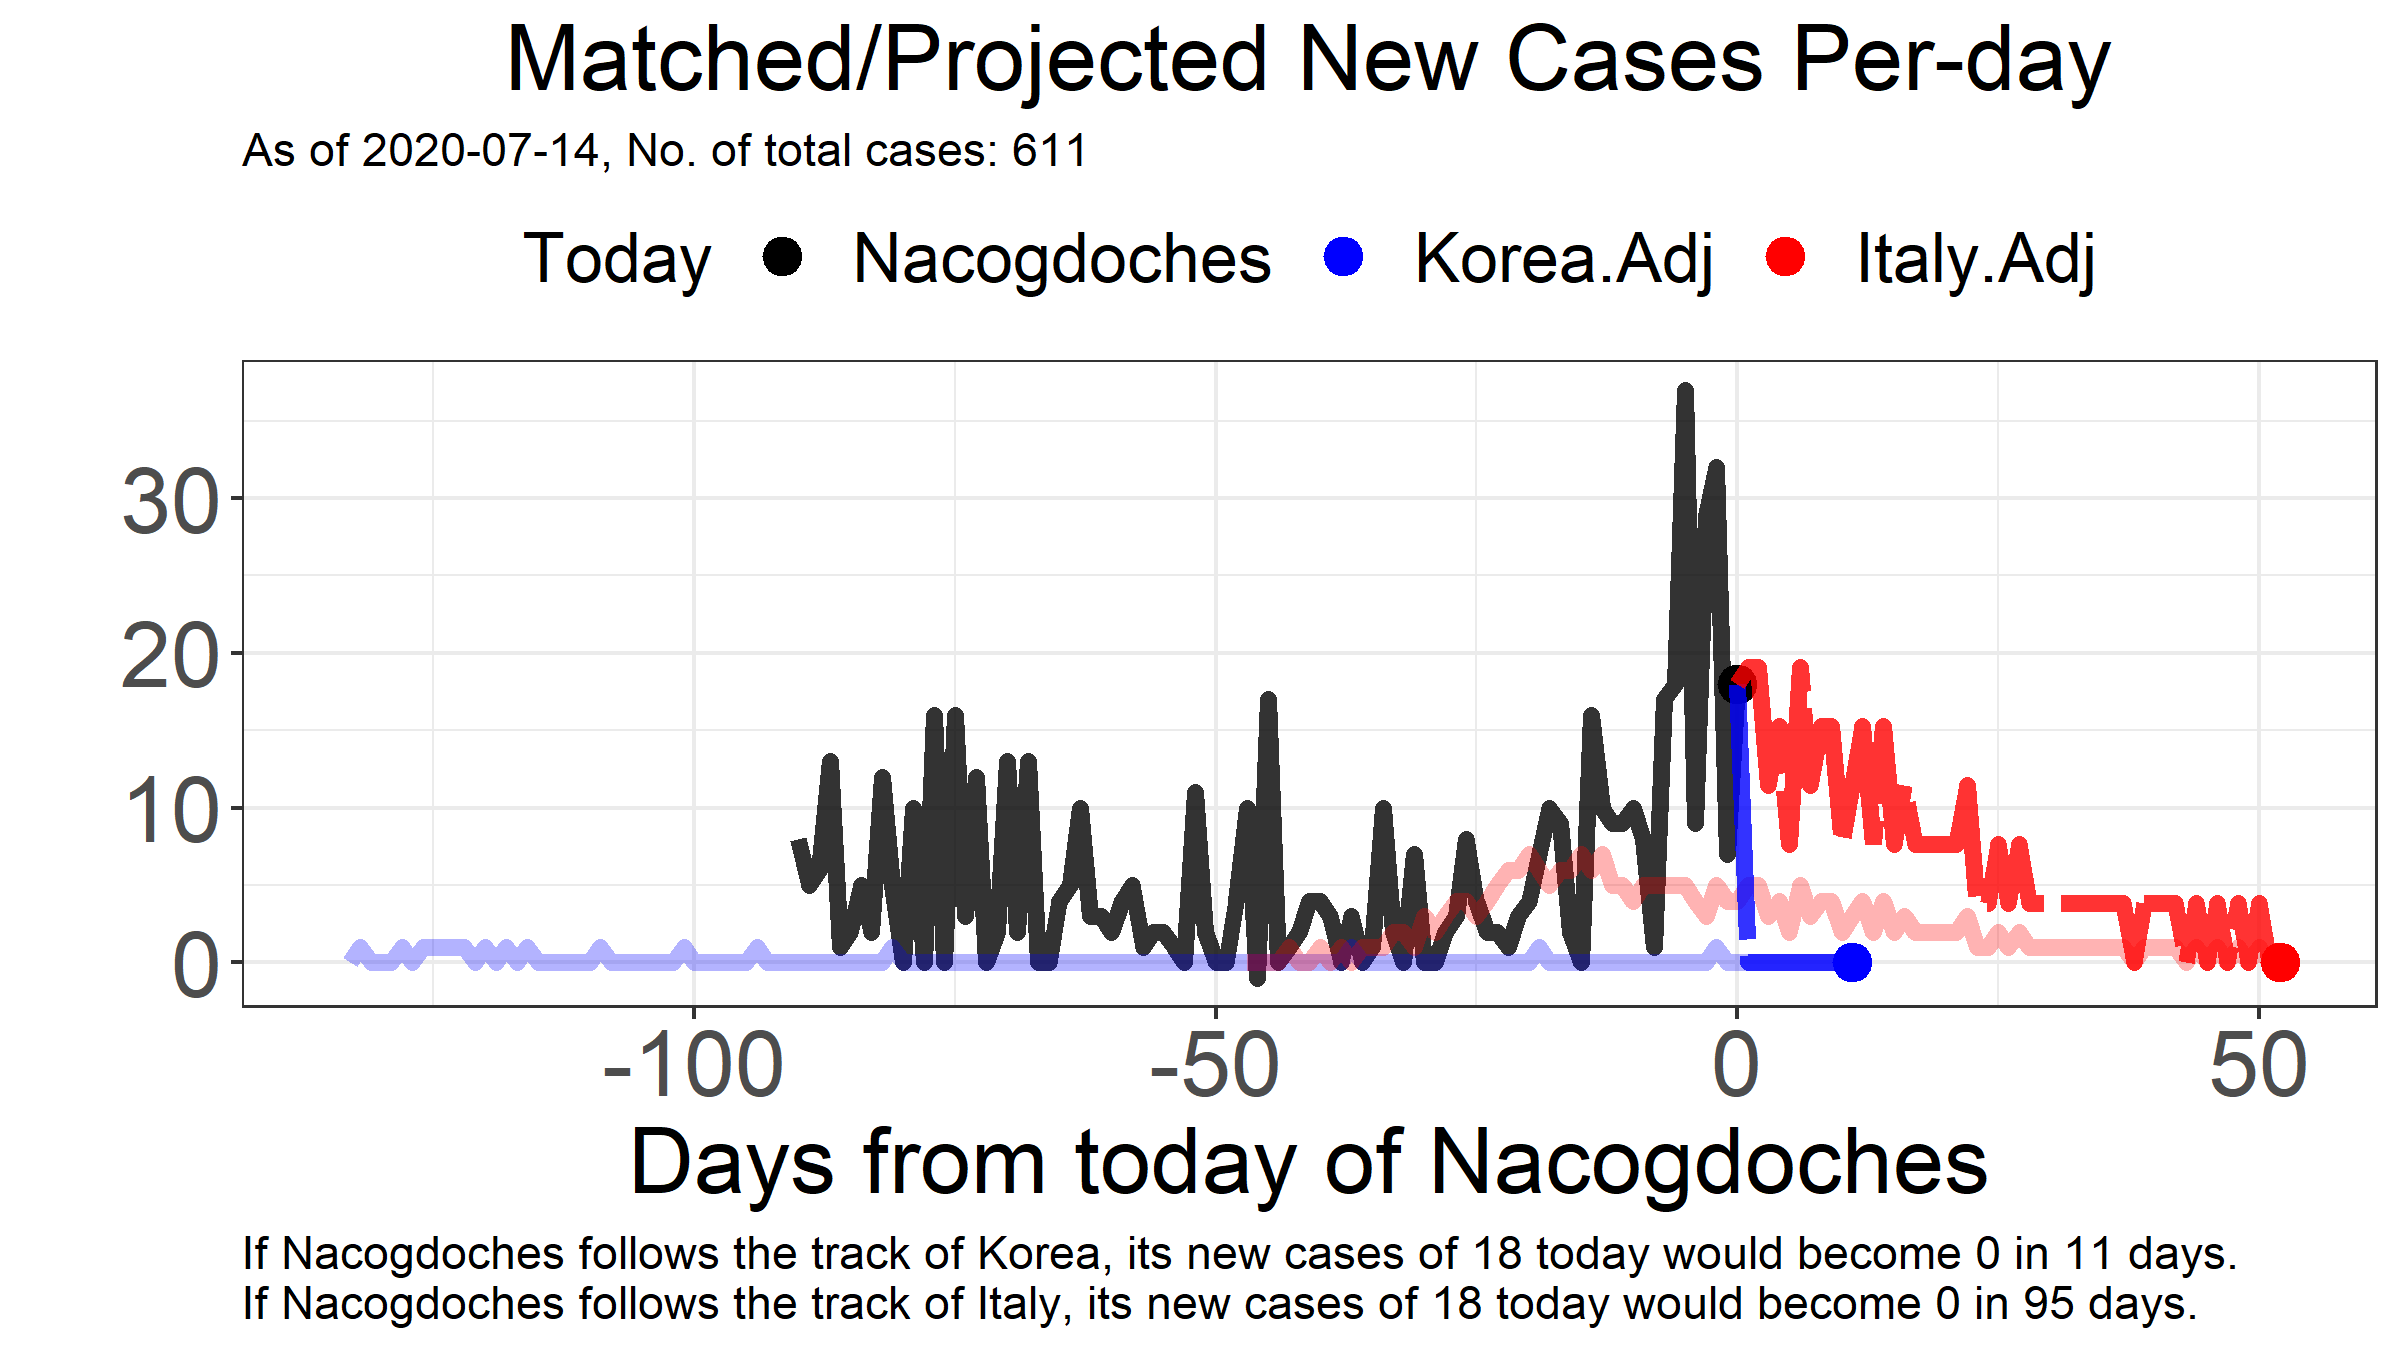 Matched/Projected New Cases Per-day
As of 2020-07-14, No. of total cases: 611
Today Nacogdoches Korea.Adj Italy.Adj
30
20
10
0
-100 -50 0 50
Days from today of Nacogdoches
If Nacogdoches follows the track of Korea, its new cases of 18 today would become 0 in 11 days.
If Nacogdoches follows the track of Italy, its new cases of 18 today would become 0 in 95 days.